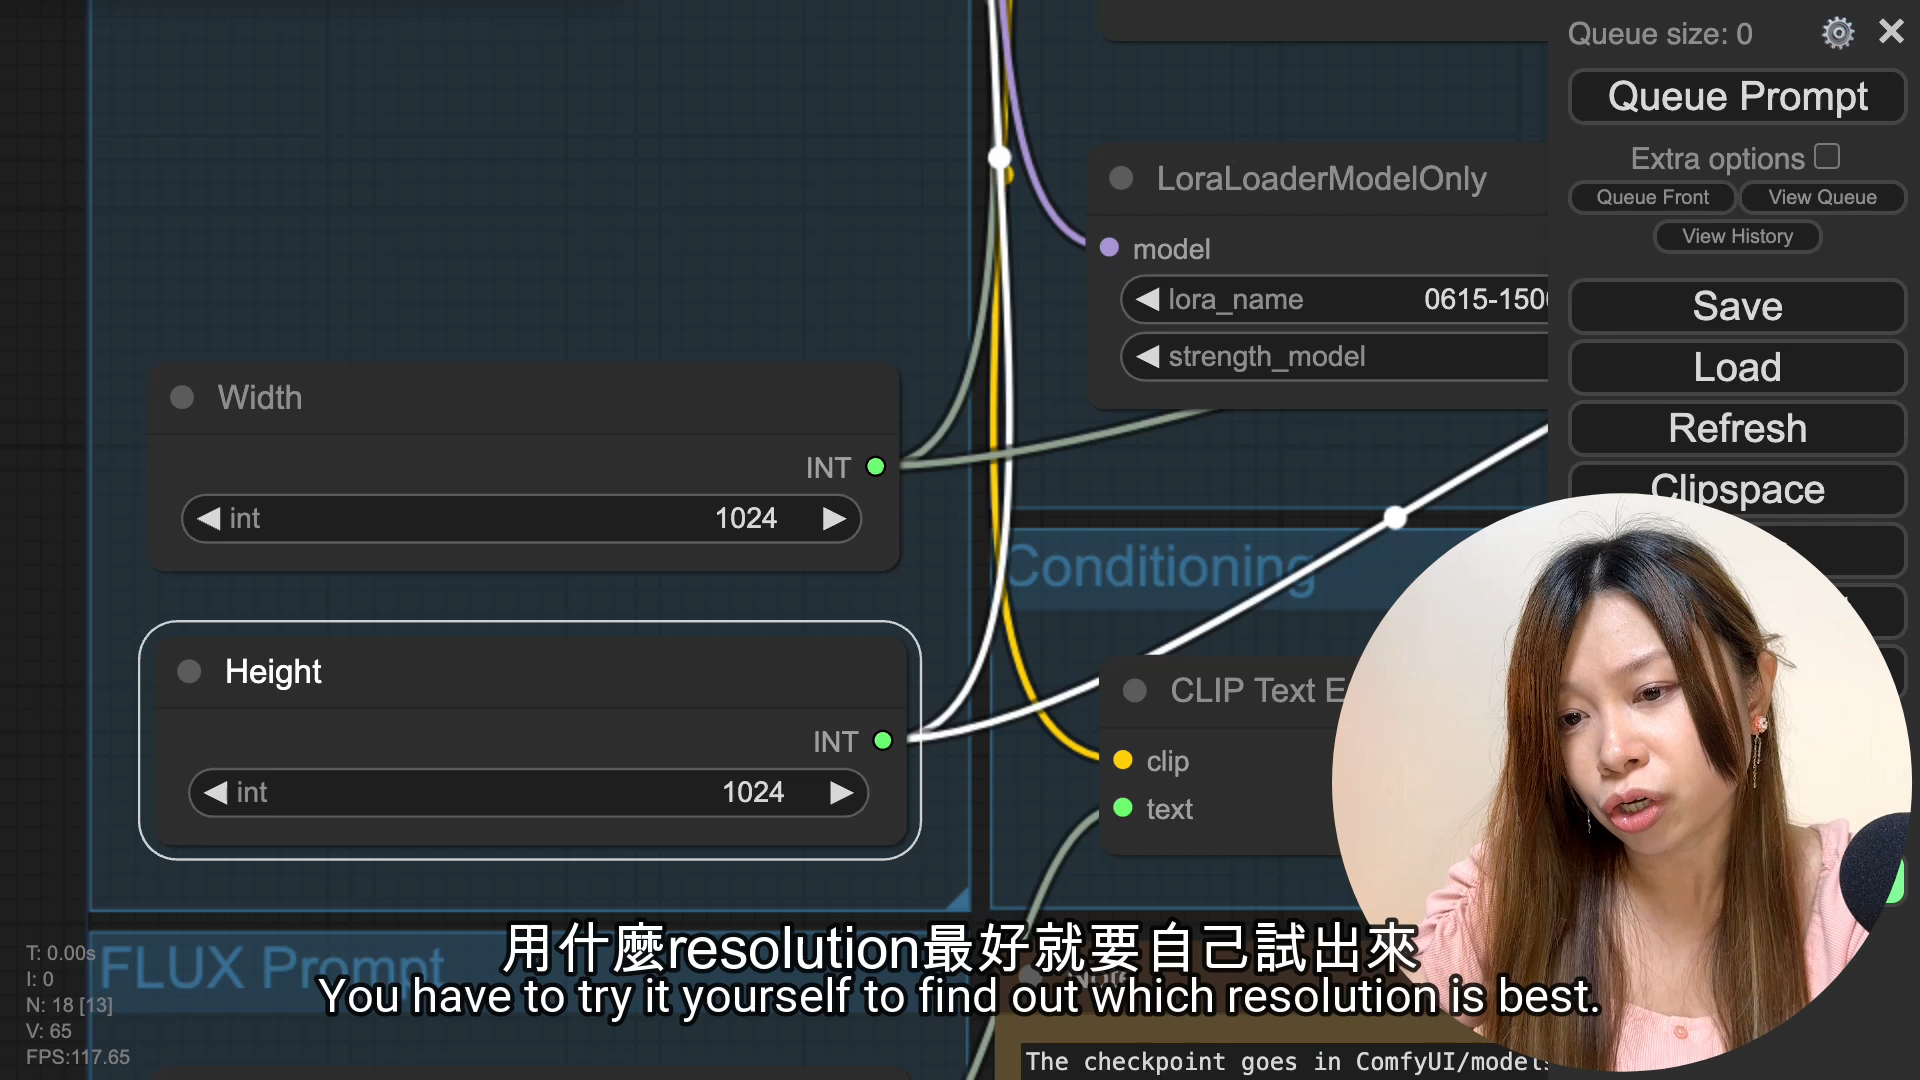 Queue size: 0
Queue Prompt
Extra options
Queue Front
View Queue
View History
Save
Load
Refresh
Clipspace
LoraLoaderModelOnly
model
lora_name
0615-150
strength_model
Width
INT
int
1024
Height
INT
int
1024
Conditioning
CLIP Text E
clip
text
FLUX Prompt
T: 0.00s
I: 0
N: 18 [13]
V: 65
FPS:117.65
用什麼resolution最好就要自己試出來
You have to try it yourself to find out which resolution is best.
The checkpoint goes in ComfyUI/models